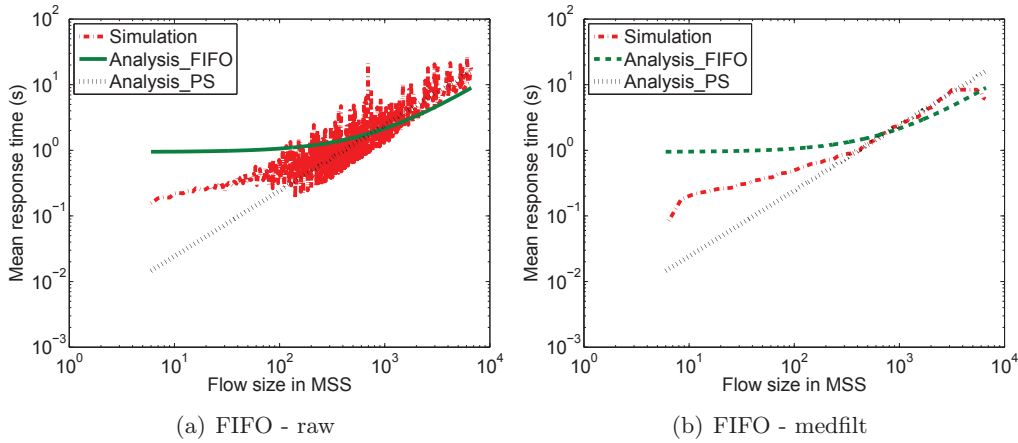 Simulation
Analysis_FIFO
Analysis_PS
Mean response time (s)
10^2
10^1
10^0
10^-1
10^-2
10^-3
10^0 10^1 10^2 10^3 10^4
Flow size in MSS
(a) FIFO - raw
Simulation
Analysis_FIFO
Analysis_PS
Mean response time (s)
10^2
10^1
10^0
10^-1
10^-2
10^-3
10^0 10^1 10^2 10^3 10^4
Flow size in MSS
(b) FIFO - medfilt